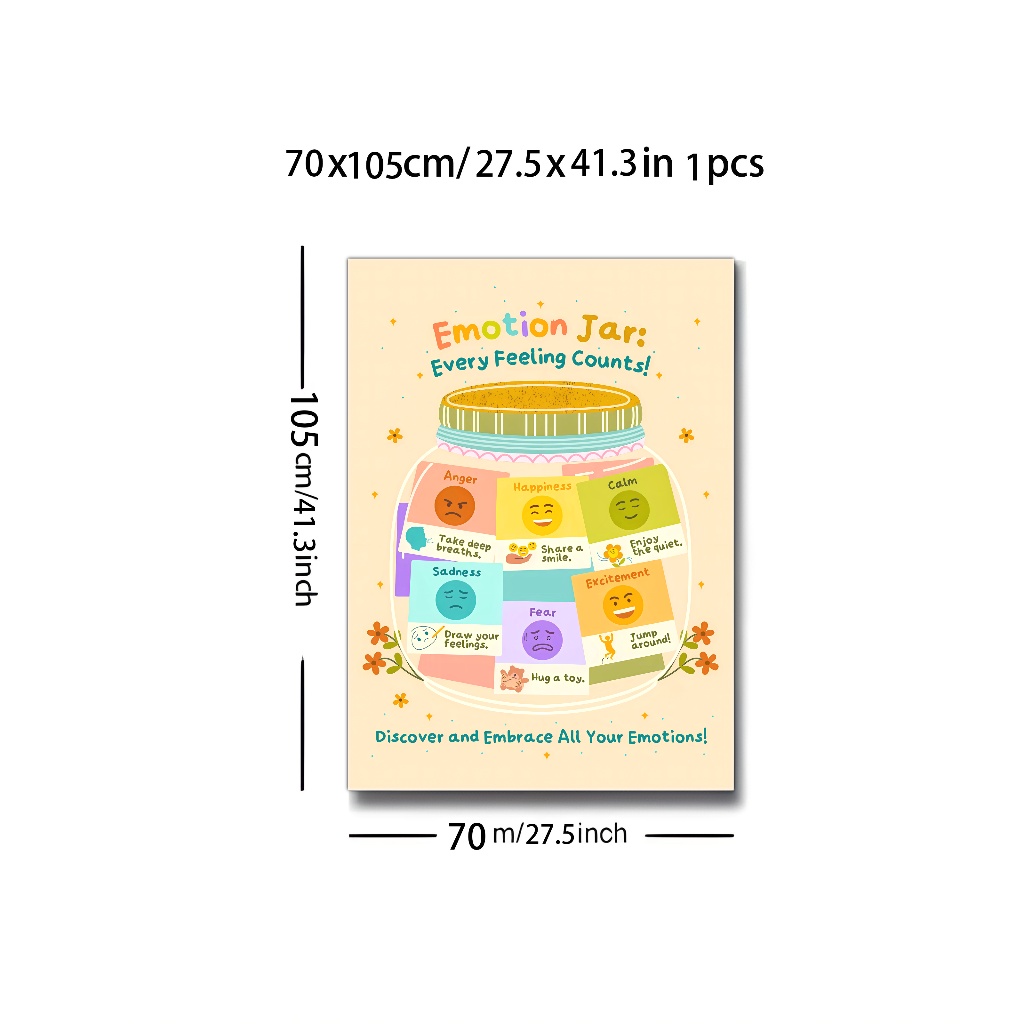 70x105cm/27.5x41.3in 1pcs
Emotion Jar:
Every Feeling Counts!
Anger
Take deep
breaths.
Happiness
Share a
smile.
Calm
Enjoy
the quiet.
Sadness
Draw your
feelings.
Fear
Hug a toy.
Excitement
Jump
around!
Discover and Embrace All Your Emotions!
105cm/41.3inch
70 m/27.5inch